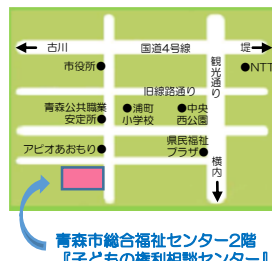 古川
国道4号線
堤
市役所
観光通り
NTT
旧線路通り
青森公共職業
安定所
浦町
小学校
中央
西公園
県民福祉
プラザ
アピオあおもり
横内
青森市総合福祉センター2階
『子どもの権利相談センター』